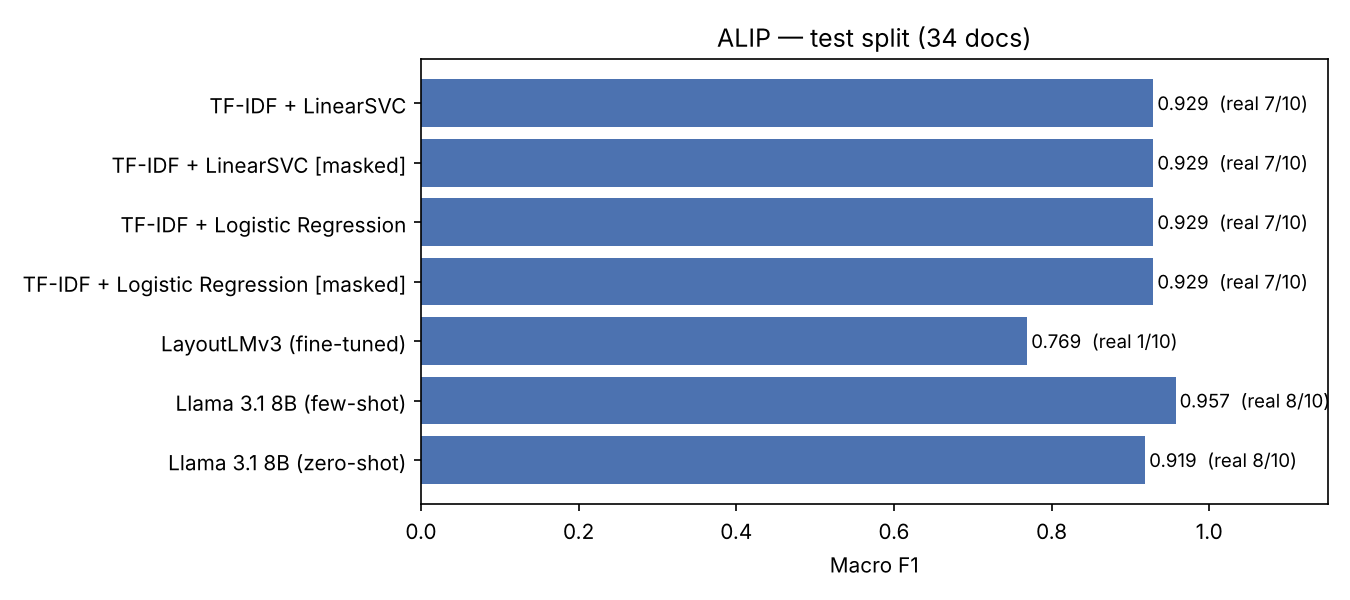 ALIP — test split (34 docs)
TF-IDF + LinearSVC 0.929 (real 7/10)
TF-IDF + LinearSVC [masked] 0.929 (real 7/10)
TF-IDF + Logistic Regression 0.929 (real 7/10)
TF-IDF + Logistic Regression [masked] 0.929 (real 7/10)
LayoutLMv3 (fine-tuned) 0.769 (real 1/10)
Llama 3.1 8B (few-shot) 0.957 (real 8/10)
Llama 3.1 8B (zero-shot) 0.919 (real 8/10)
0.0 0.2 0.4 0.6 0.8 1.0
Macro F1